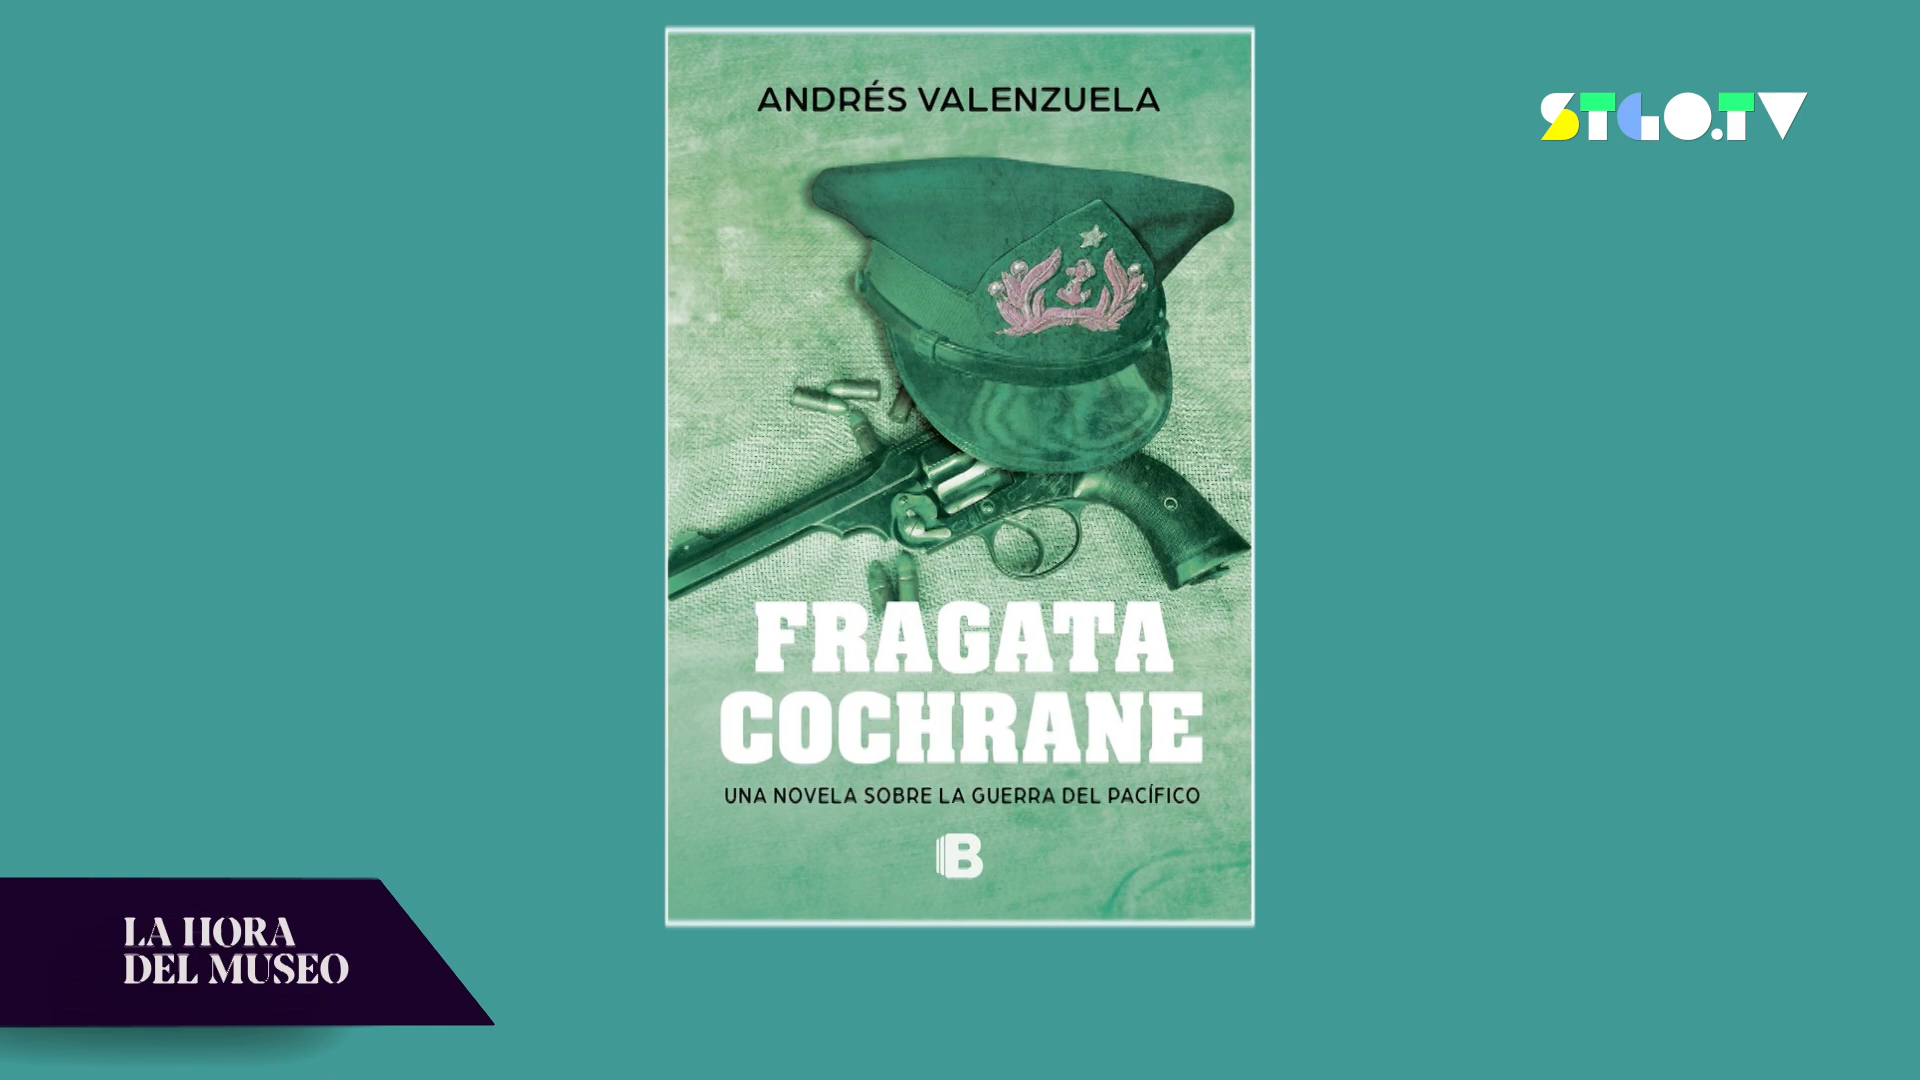 ANDRÉS VALENZUELA
STGO.TV
FRAGATA
COCHRANE
UNA NOVELA SOBRE LA GUERRA DEL PACÍFICO
B
LA HORA
DEL MUSEO